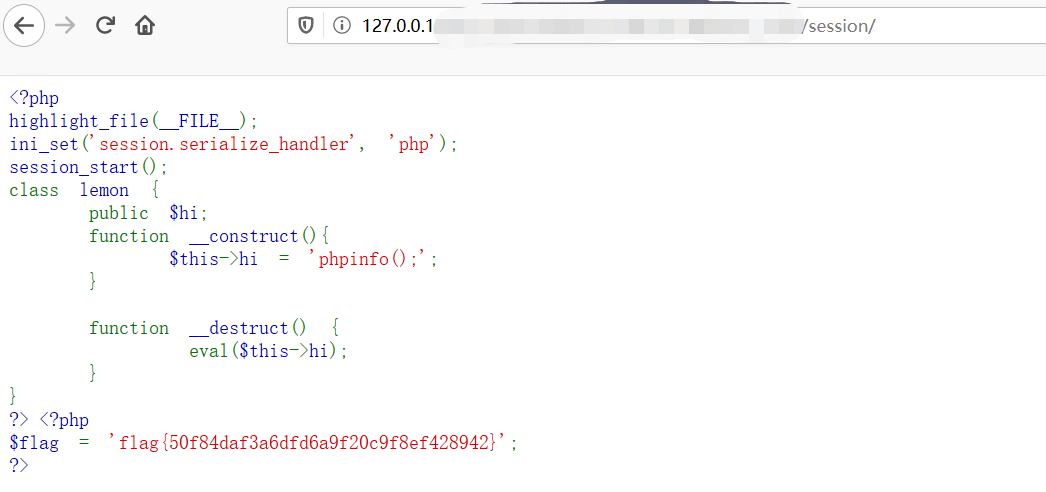 127.0.0.1 /session/
<?php
highlight_file(__FILE__);
ini_set('session.serialize_handler', 'php');
session_start();
class lemon {
public $hi;
function __construct(){
$this->hi = 'phpinfo();';
}
function __destruct() {
eval($this->hi);
}
}
?> <?php
$flag = 'flag{50f84daf3a6dfd6a9f20c9f8ef428942}';
?>